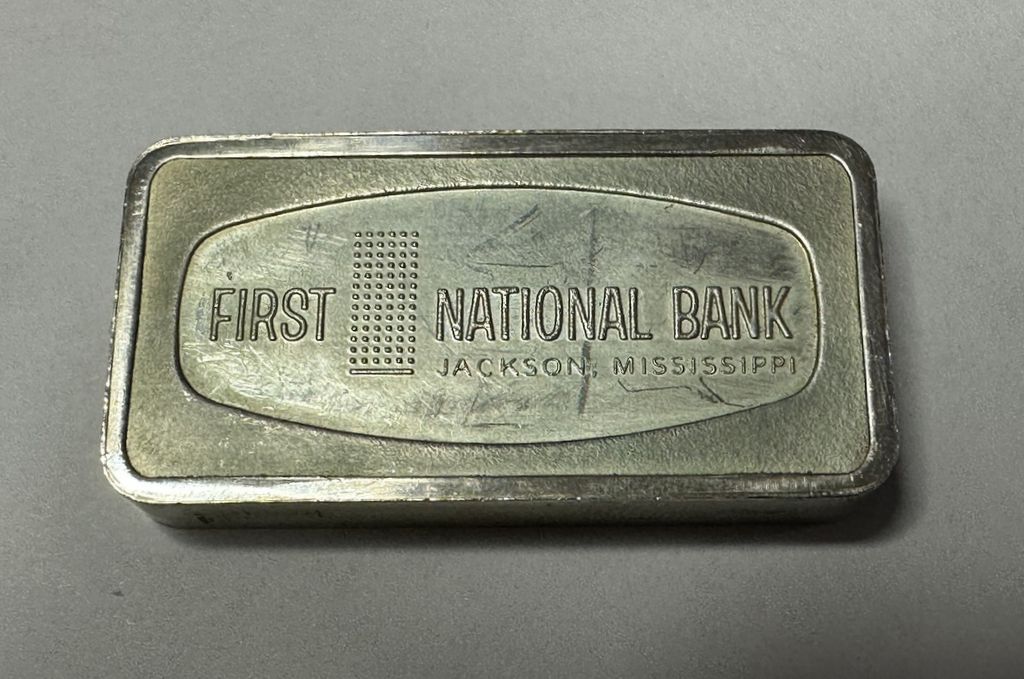 FIRST NATIONAL BANK
JACKSON, MISSISSIPPI